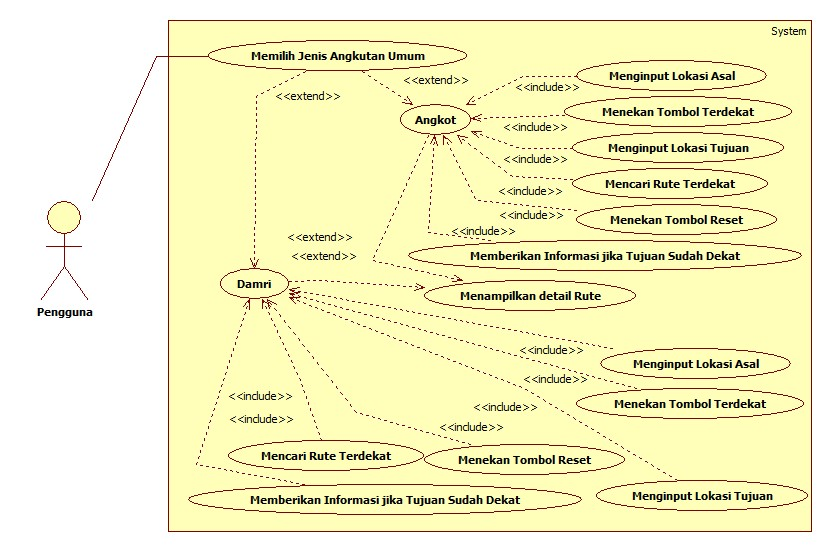 System
Memilih Jenis Angkutan Umum
<<extend>>
<<extend>>
Menginput Lokasi Asal
<<include>>
Angkot
Menekan Tombol Terdekat
<<include>>
Menginput Lokasi Tujuan
<<include>>
Mencari Rute Terdekat
<<include>>
Menekan Tombol Reset
<<include>>
<<include>>
Memberikan Informasi jika Tujuan Sudah Dekat
<<extend>>
<<extend>>
Damri
Menampilkan detail Rute
Pengguna
<<include>>
Menginput Lokasi Asal
<<include>>
Menekan Tombol Terdekat
<<include>>
<<include>>
<<include>>
<<include>>
Mencari Rute Terdekat
Menekan Tombol Reset
Memberikan Informasi jika Tujuan Sudah Dekat
Menginput Lokasi Tujuan